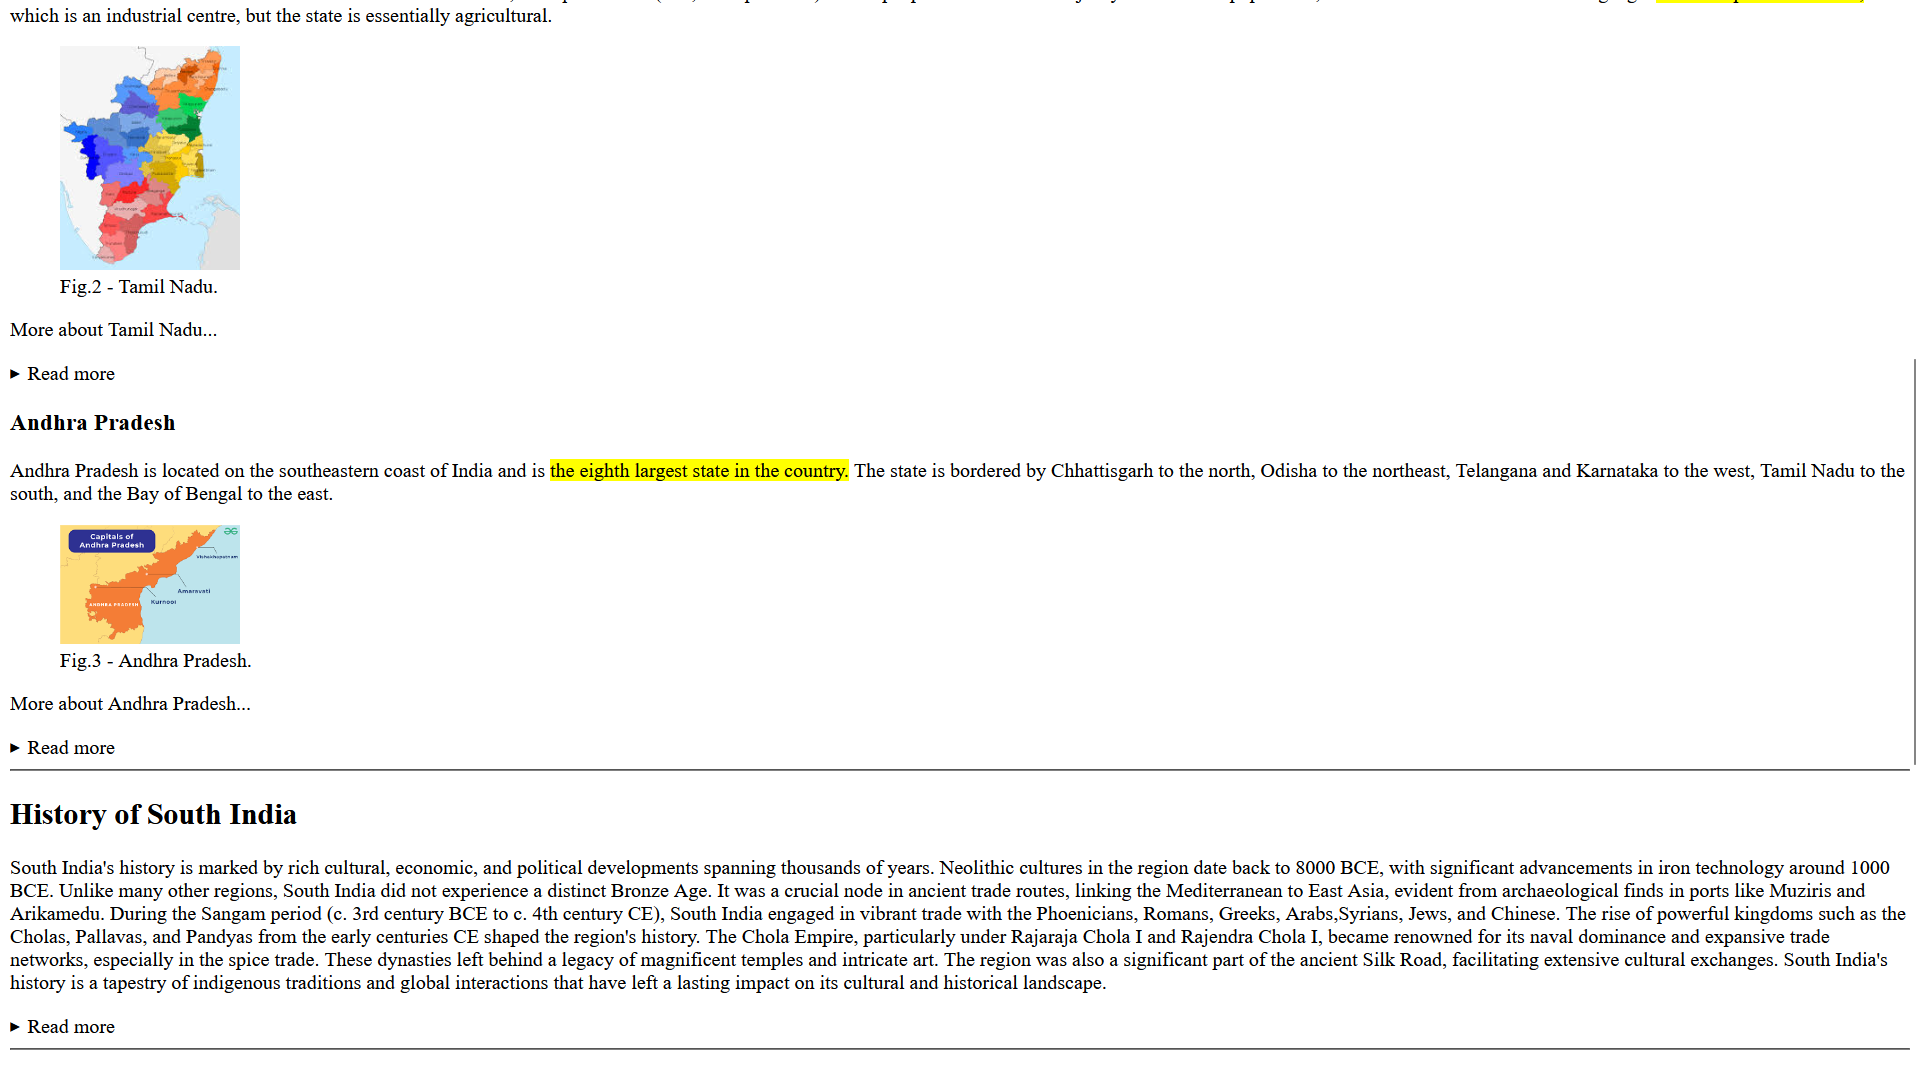 which is an industrial centre, but the state is essentially agricultural.
Fig.2 - Tamil Nadu.
More about Tamil Nadu...
Read more
Andhra Pradesh
Andhra Pradesh is located on the southeastern coast of India and is the eighth largest state in the country. The state is bordered by Chhattisgarh to the north, Odisha to the northeast, Telangana and Karnataka to the west, Tamil Nadu to the
south, and the Bay of Bengal to the east.
Capitals of
Andhra Pradesh
Vishakhapatnam
Amaravati
Kurnool
ANDHRA PRADESH
Fig.3 - Andhra Pradesh.
More about Andhra Pradesh...
Read more
History of South India
South India's history is marked by rich cultural, economic, and political developments spanning thousands of years. Neolithic cultures in the region date back to 8000 BCE, with significant advancements in iron technology around 1000
BCE. Unlike many other regions, South India did not experience a distinct Bronze Age. It was a crucial node in ancient trade routes, linking the Mediterranean to East Asia, evident from archaeological finds in ports like Muziris and
Arikamedu. During the Sangam period (c. 3rd century BCE to c. 4th century CE), South India engaged in vibrant trade with the Phoenicians, Romans, Greeks, Arabs,Syrians, Jews, and Chinese. The rise of powerful kingdoms such as the
Cholas, Pallavas, and Pandyas from the early centuries CE shaped the region's history. The Chola Empire, particularly under Rajaraja Chola I and Rajendra Chola I, became renowned for its naval dominance and expansive trade
networks, especially in the spice trade. These dynasties left behind a legacy of magnificent temples and intricate art. The region was also a significant part of the ancient Silk Road, facilitating extensive cultural exchanges. South India's
history is a tapestry of indigenous traditions and global interactions that have left a lasting impact on its cultural and historical landscape.
Read more